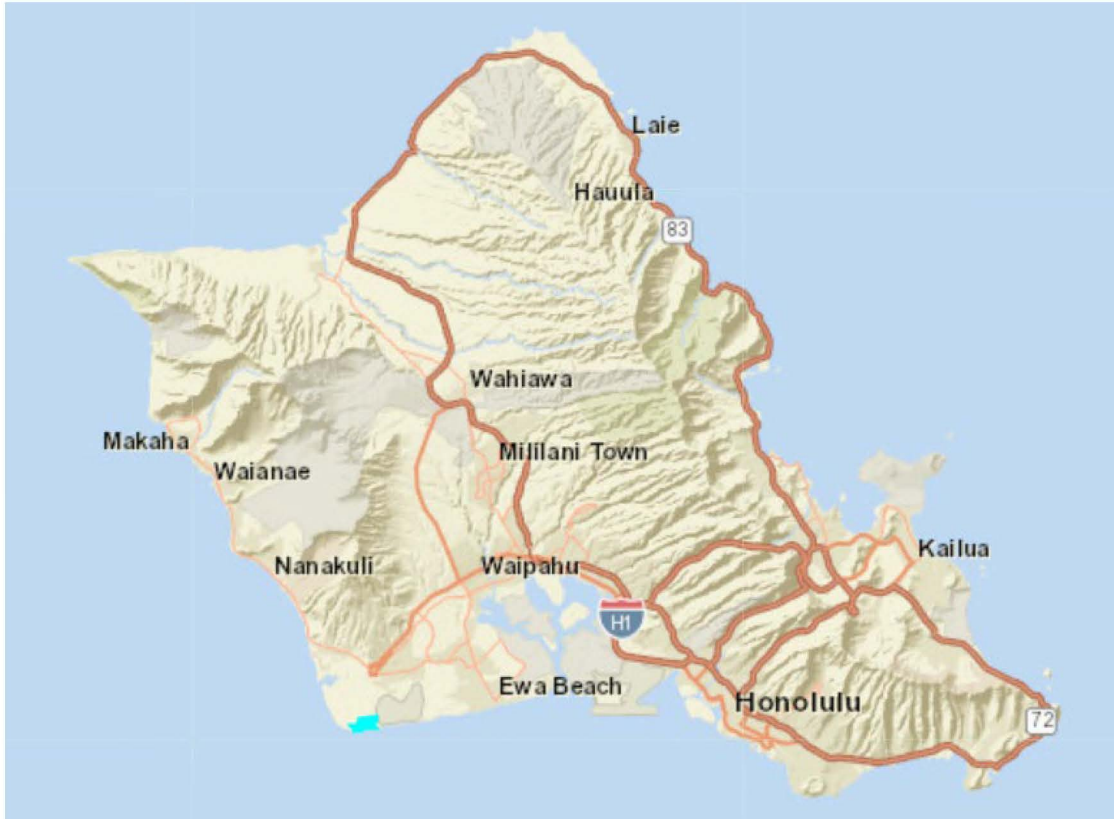 Laie
Hauula
83
Wahiawa
Makaha
Mililani Town
Waianae
Nanakuli
Waipahu
Kailua
H1
Ewa Beach
Honolulu
72